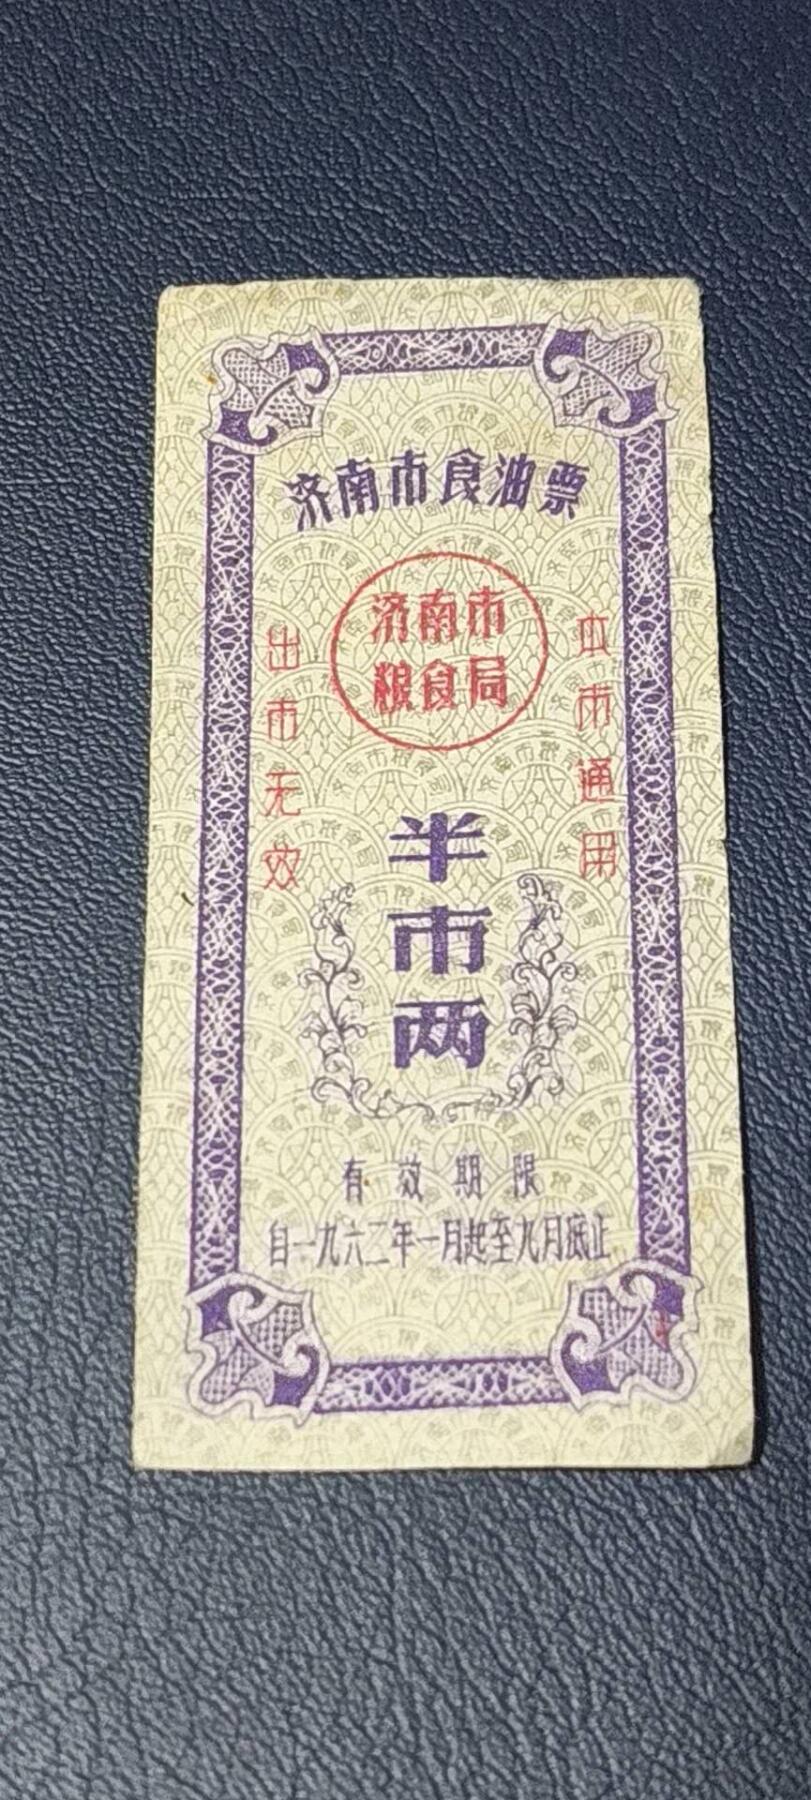 济南市食油票
济南市
粮食局
本市通用
出市无效
半市两
有效期限
自一九六二年一月起至九月底止